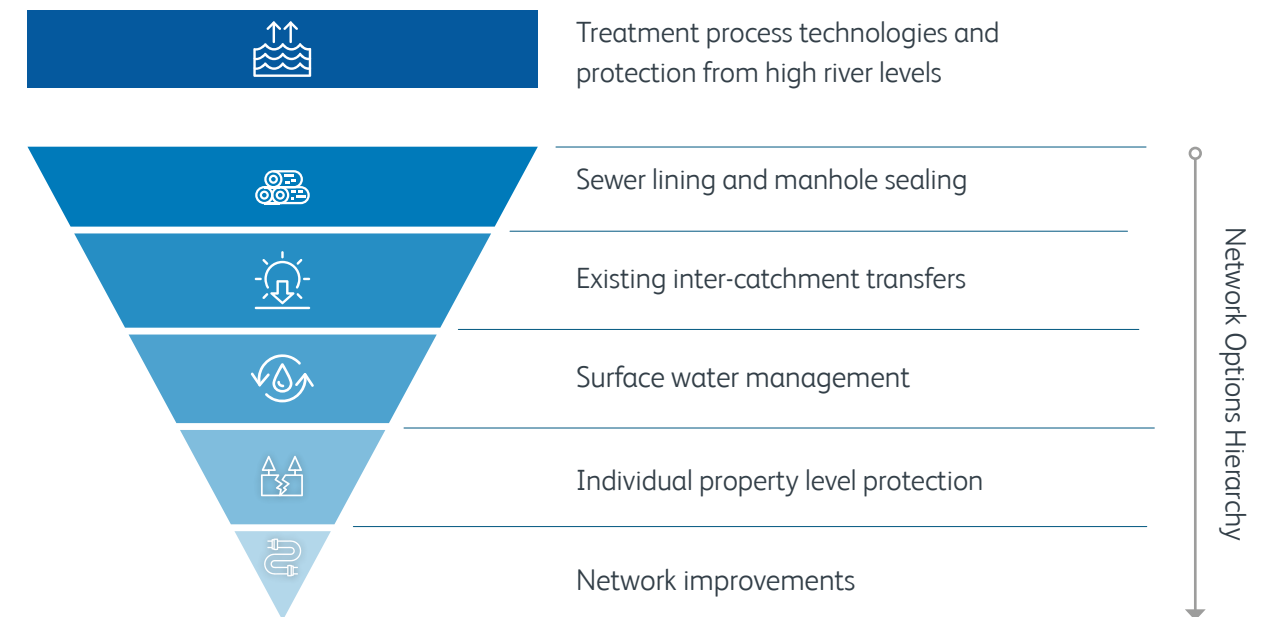 Treatment process technologies and
protection from high river levels
Sewer lining and manhole sealing
Existing inter-catchment transfers
Surface water management
Individual property level protection
Network improvements
Network Options Hierarchy